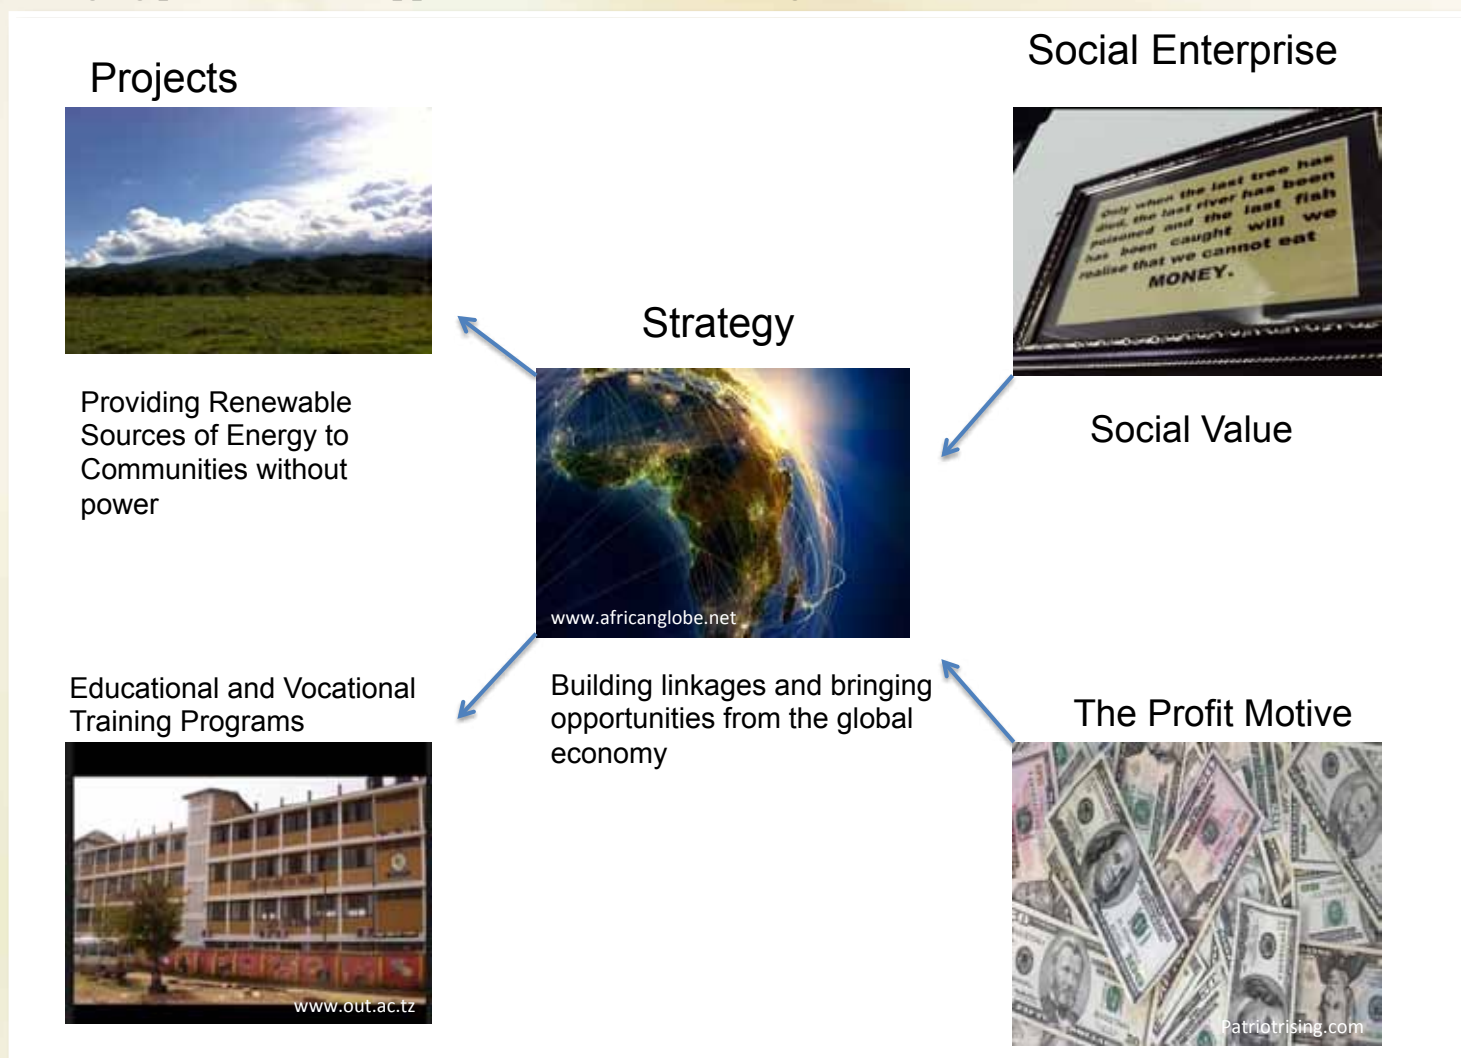 Projects
Providing Renewable
Sources of Energy to
Communities without
power
Educational and Vocational
Training Programs
www.out.ac.tz
Strategy
www.africanglobe.net
Building linkages and bringing
opportunities from the global
economy
Social Enterprise
Only when the last tree has
died, the last river has been
poisoned and the last fish
has been caught will we
realise that we cannot eat
MONEY.
Social Value
The Profit Motive
Patriotrising.com